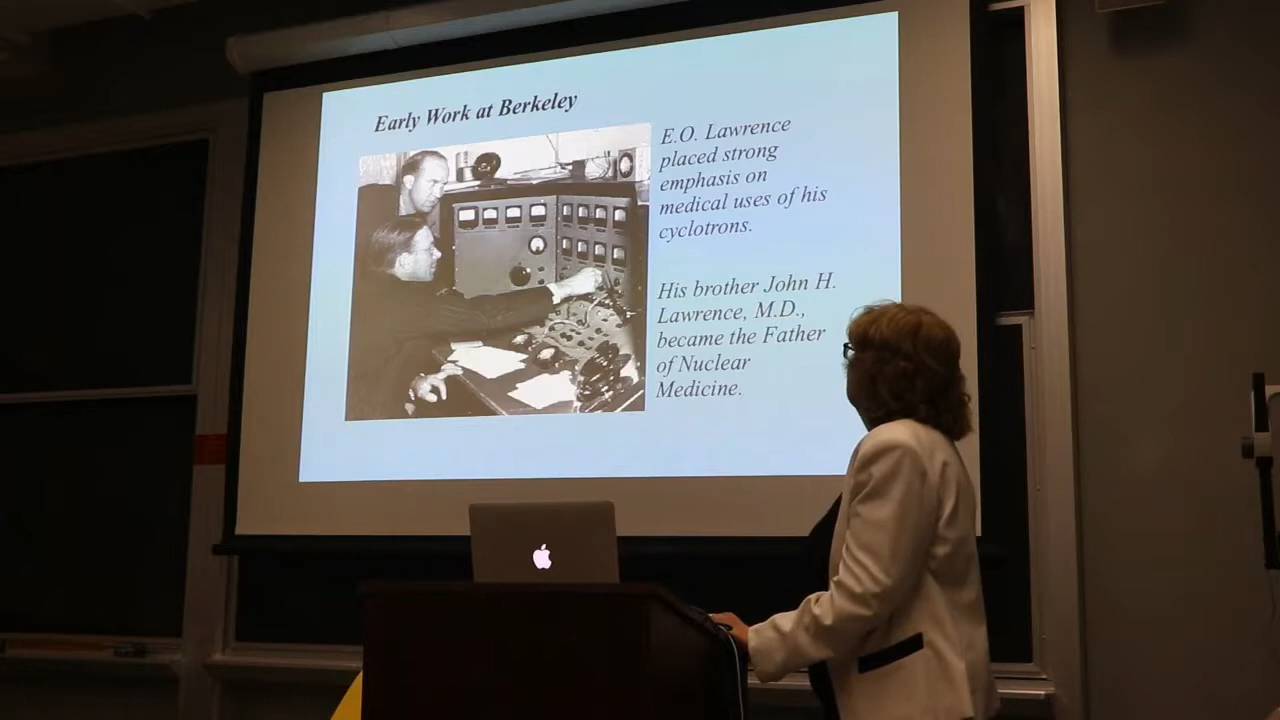 Early Work at Berkeley
E.O. Lawrence
placed strong
emphasis on
medical uses of his
cyclotrons.
His brother John H.
Lawrence, M.D.,
became the Father
of Nuclear
Medicine.